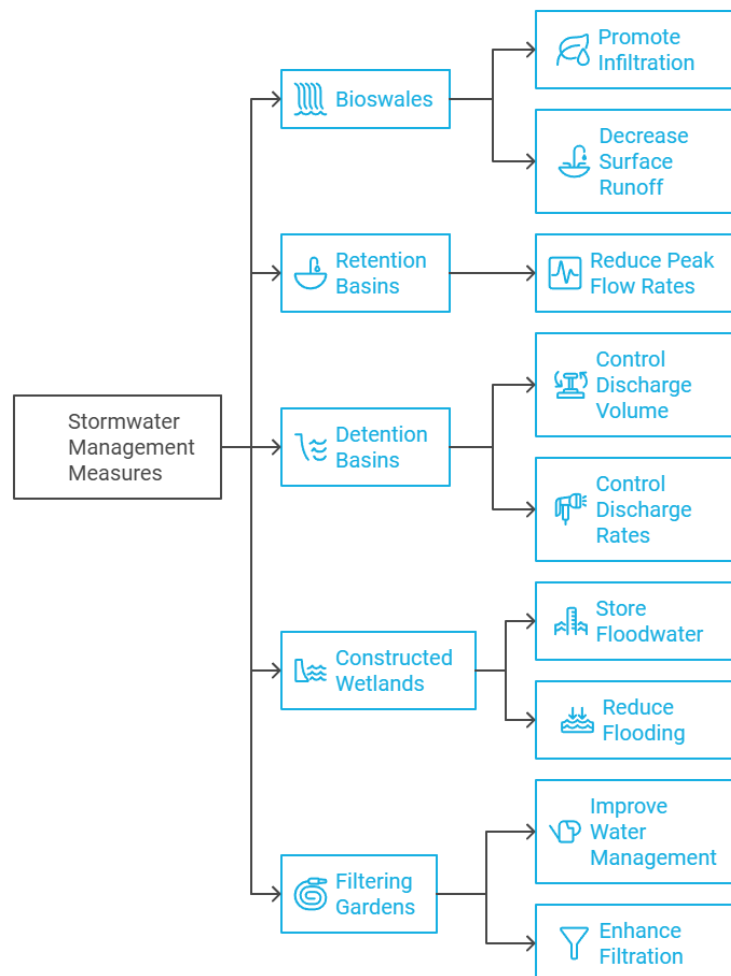 Stormwater
Management
Measures
Bioswales
Promote
Infiltration
Decrease
Surface
Runoff
Retention
Basins
Reduce Peak
Flow Rates
Detention
Basins
Control
Discharge
Volume
Control
Discharge
Rates
Constructed
Wetlands
Store
Floodwater
Reduce
Flooding
Filtering
Gardens
Improve
Water
Management
Enhance
Filtration